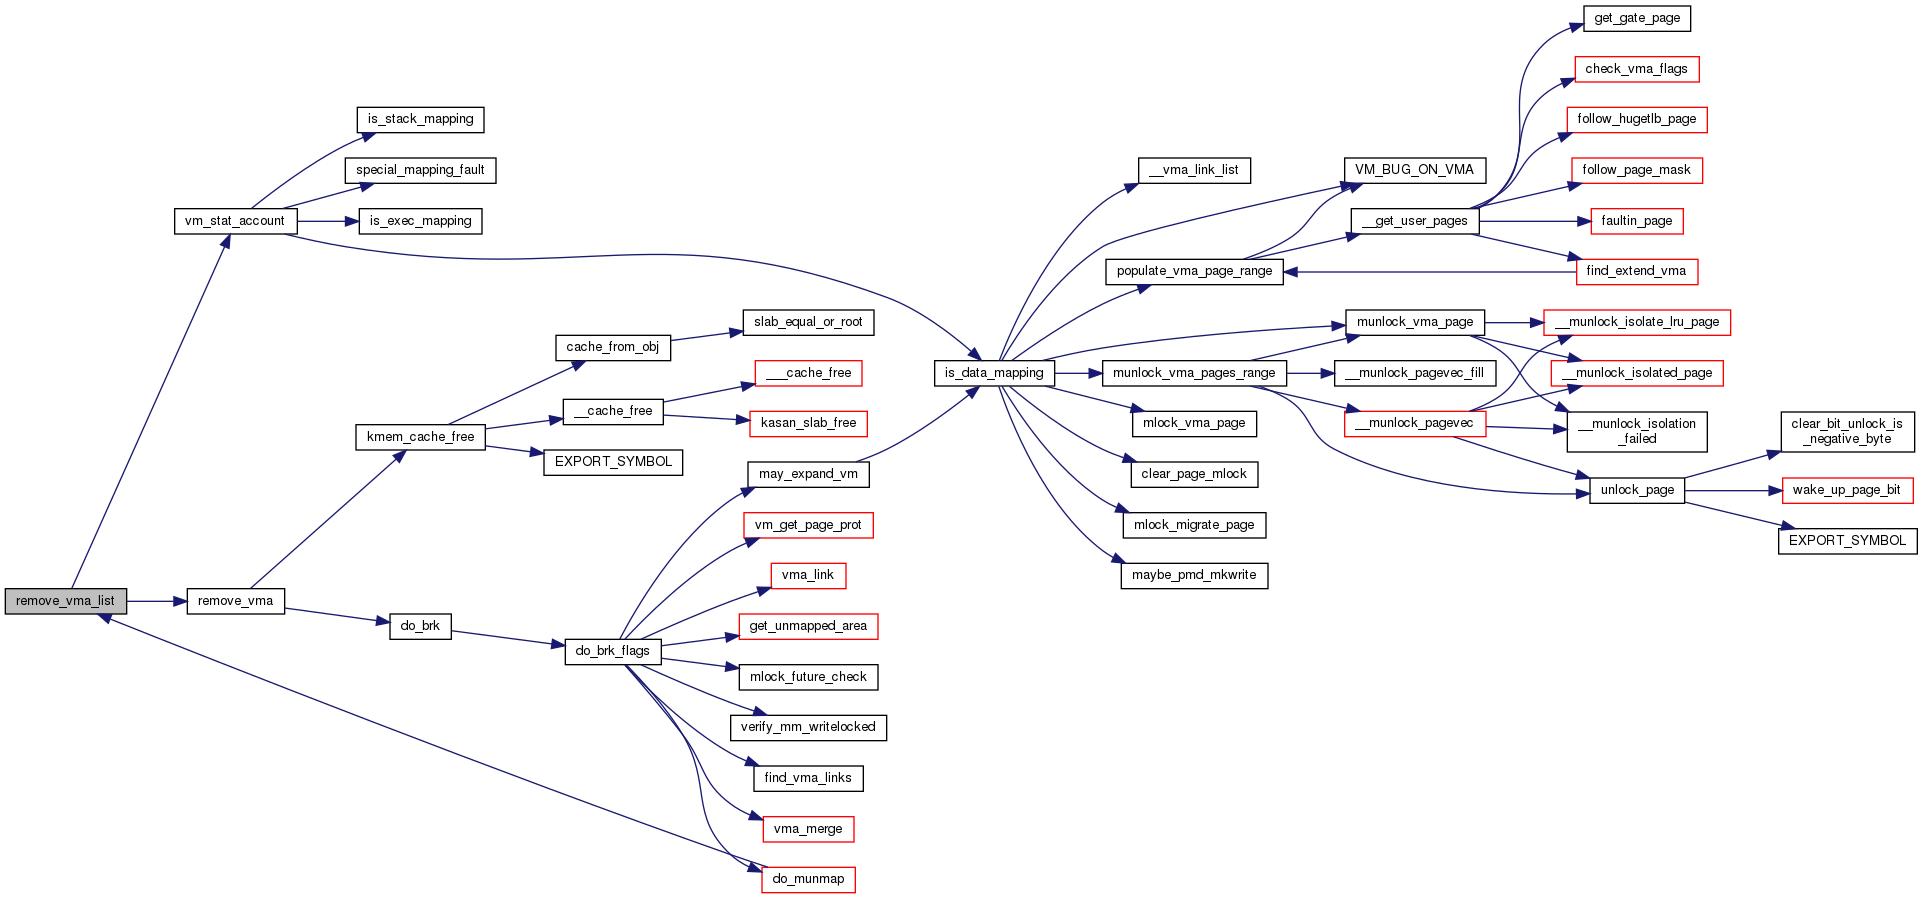 get_gate_page
check_vma_flags
is_stack_mapping
follow_hugetlb_page
special_mapping_fault
__vma_link_list
VM_BUG_ON_VMA
follow_page_mask
vm_stat_account
is_exec_mapping
__get_user_pages
faultin_page
populate_vma_page_range
find_extend_vma
slab_equal_or_root
munlock_vma_page
__munlock_isolate_lru_page
cache_from_obj
___cache_free
is_data_mapping
munlock_vma_pages_range
__munlock_pagevec_fill
__munlock_isolated_page
__cache_free
kasan_slab_free
mlock_vma_page
__munlock_pagevec
__munlock_isolation
_failed
clear_bit_unlock_is
_negative_byte
kmem_cache_free
EXPORT_SYMBOL
may_expand_vm
clear_page_mlock
unlock_page
wake_up_page_bit
vm_get_page_prot
mlock_migrate_page
EXPORT_SYMBOL
vma_link
maybe_pmd_mkwrite
remove_vma_list
remove_vma
do_brk
get_unmapped_area
do_brk_flags
mlock_future_check
verify_mm_writelocked
find_vma_links
vma_merge
do_munmap